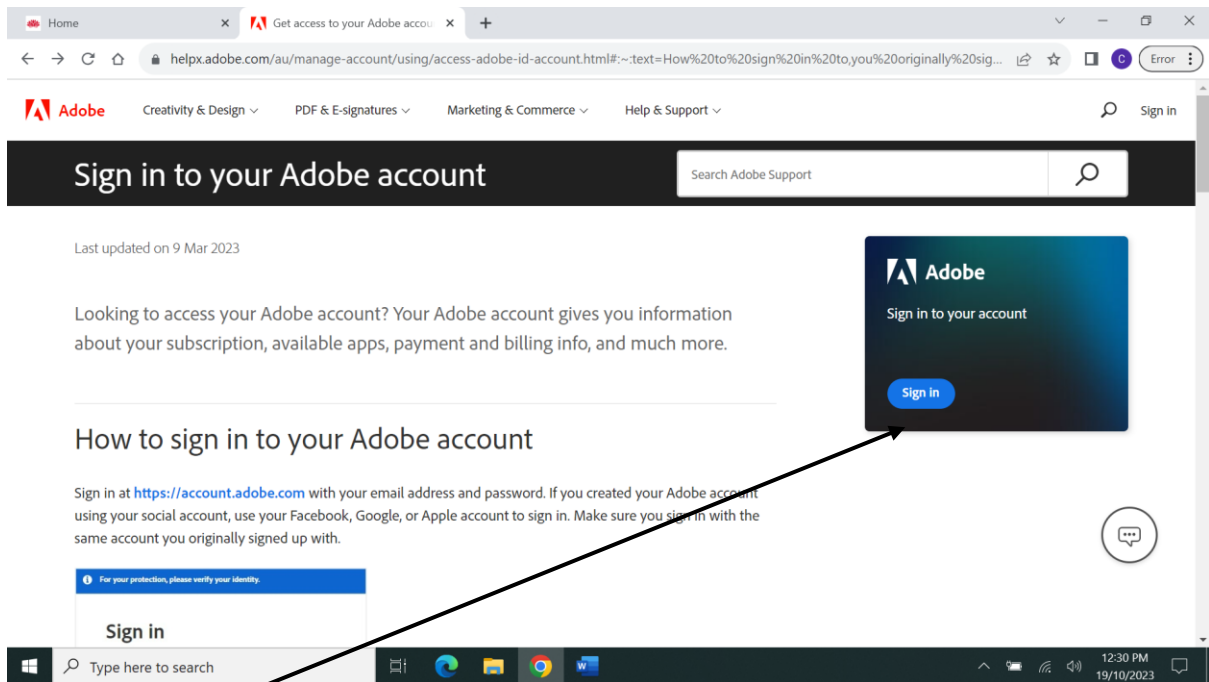 Home
Get access to your Adobe accou
helpx.adobe.com/au/manage-account/using/access-adobe-id-account.html#:~:text=How%20to%20sign%20in%20to,you%20originally%20sig...
C
Error
Adobe
Creativity & Design
PDF & E-signatures
Marketing & Commerce
Help & Support
Sign in
Sign in to your Adobe account
Search Adobe Support
Last updated on 9 Mar 2023
Looking to access your Adobe account? Your Adobe account gives you information
about your subscription, available apps, payment and billing info, and much more.
Adobe
Sign in to your account
Sign in
How to sign in to your Adobe account
Sign in at https://account.adobe.com with your email address and password. If you created your Adobe account
using your social account, use your Facebook, Google, or Apple account to sign in. Make sure you sign in with the
same account you originally signed up with.
For your protection, please verify your identity.
Sign in
Type here to search
W
12:30 PM
19/10/2023